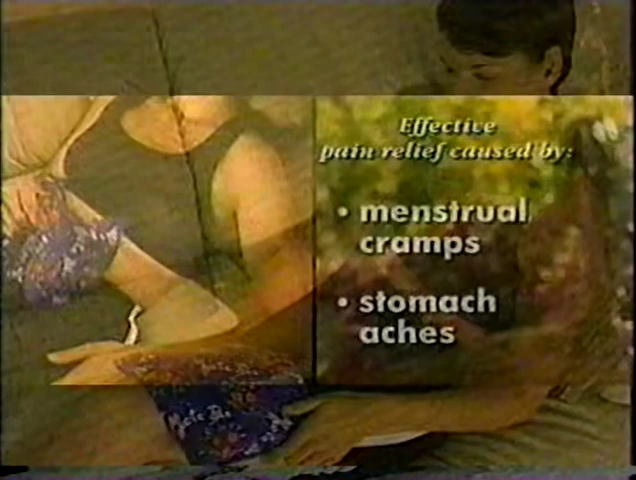 Effective
pain relief caused by:
• menstrual
cramps
• stomach
aches